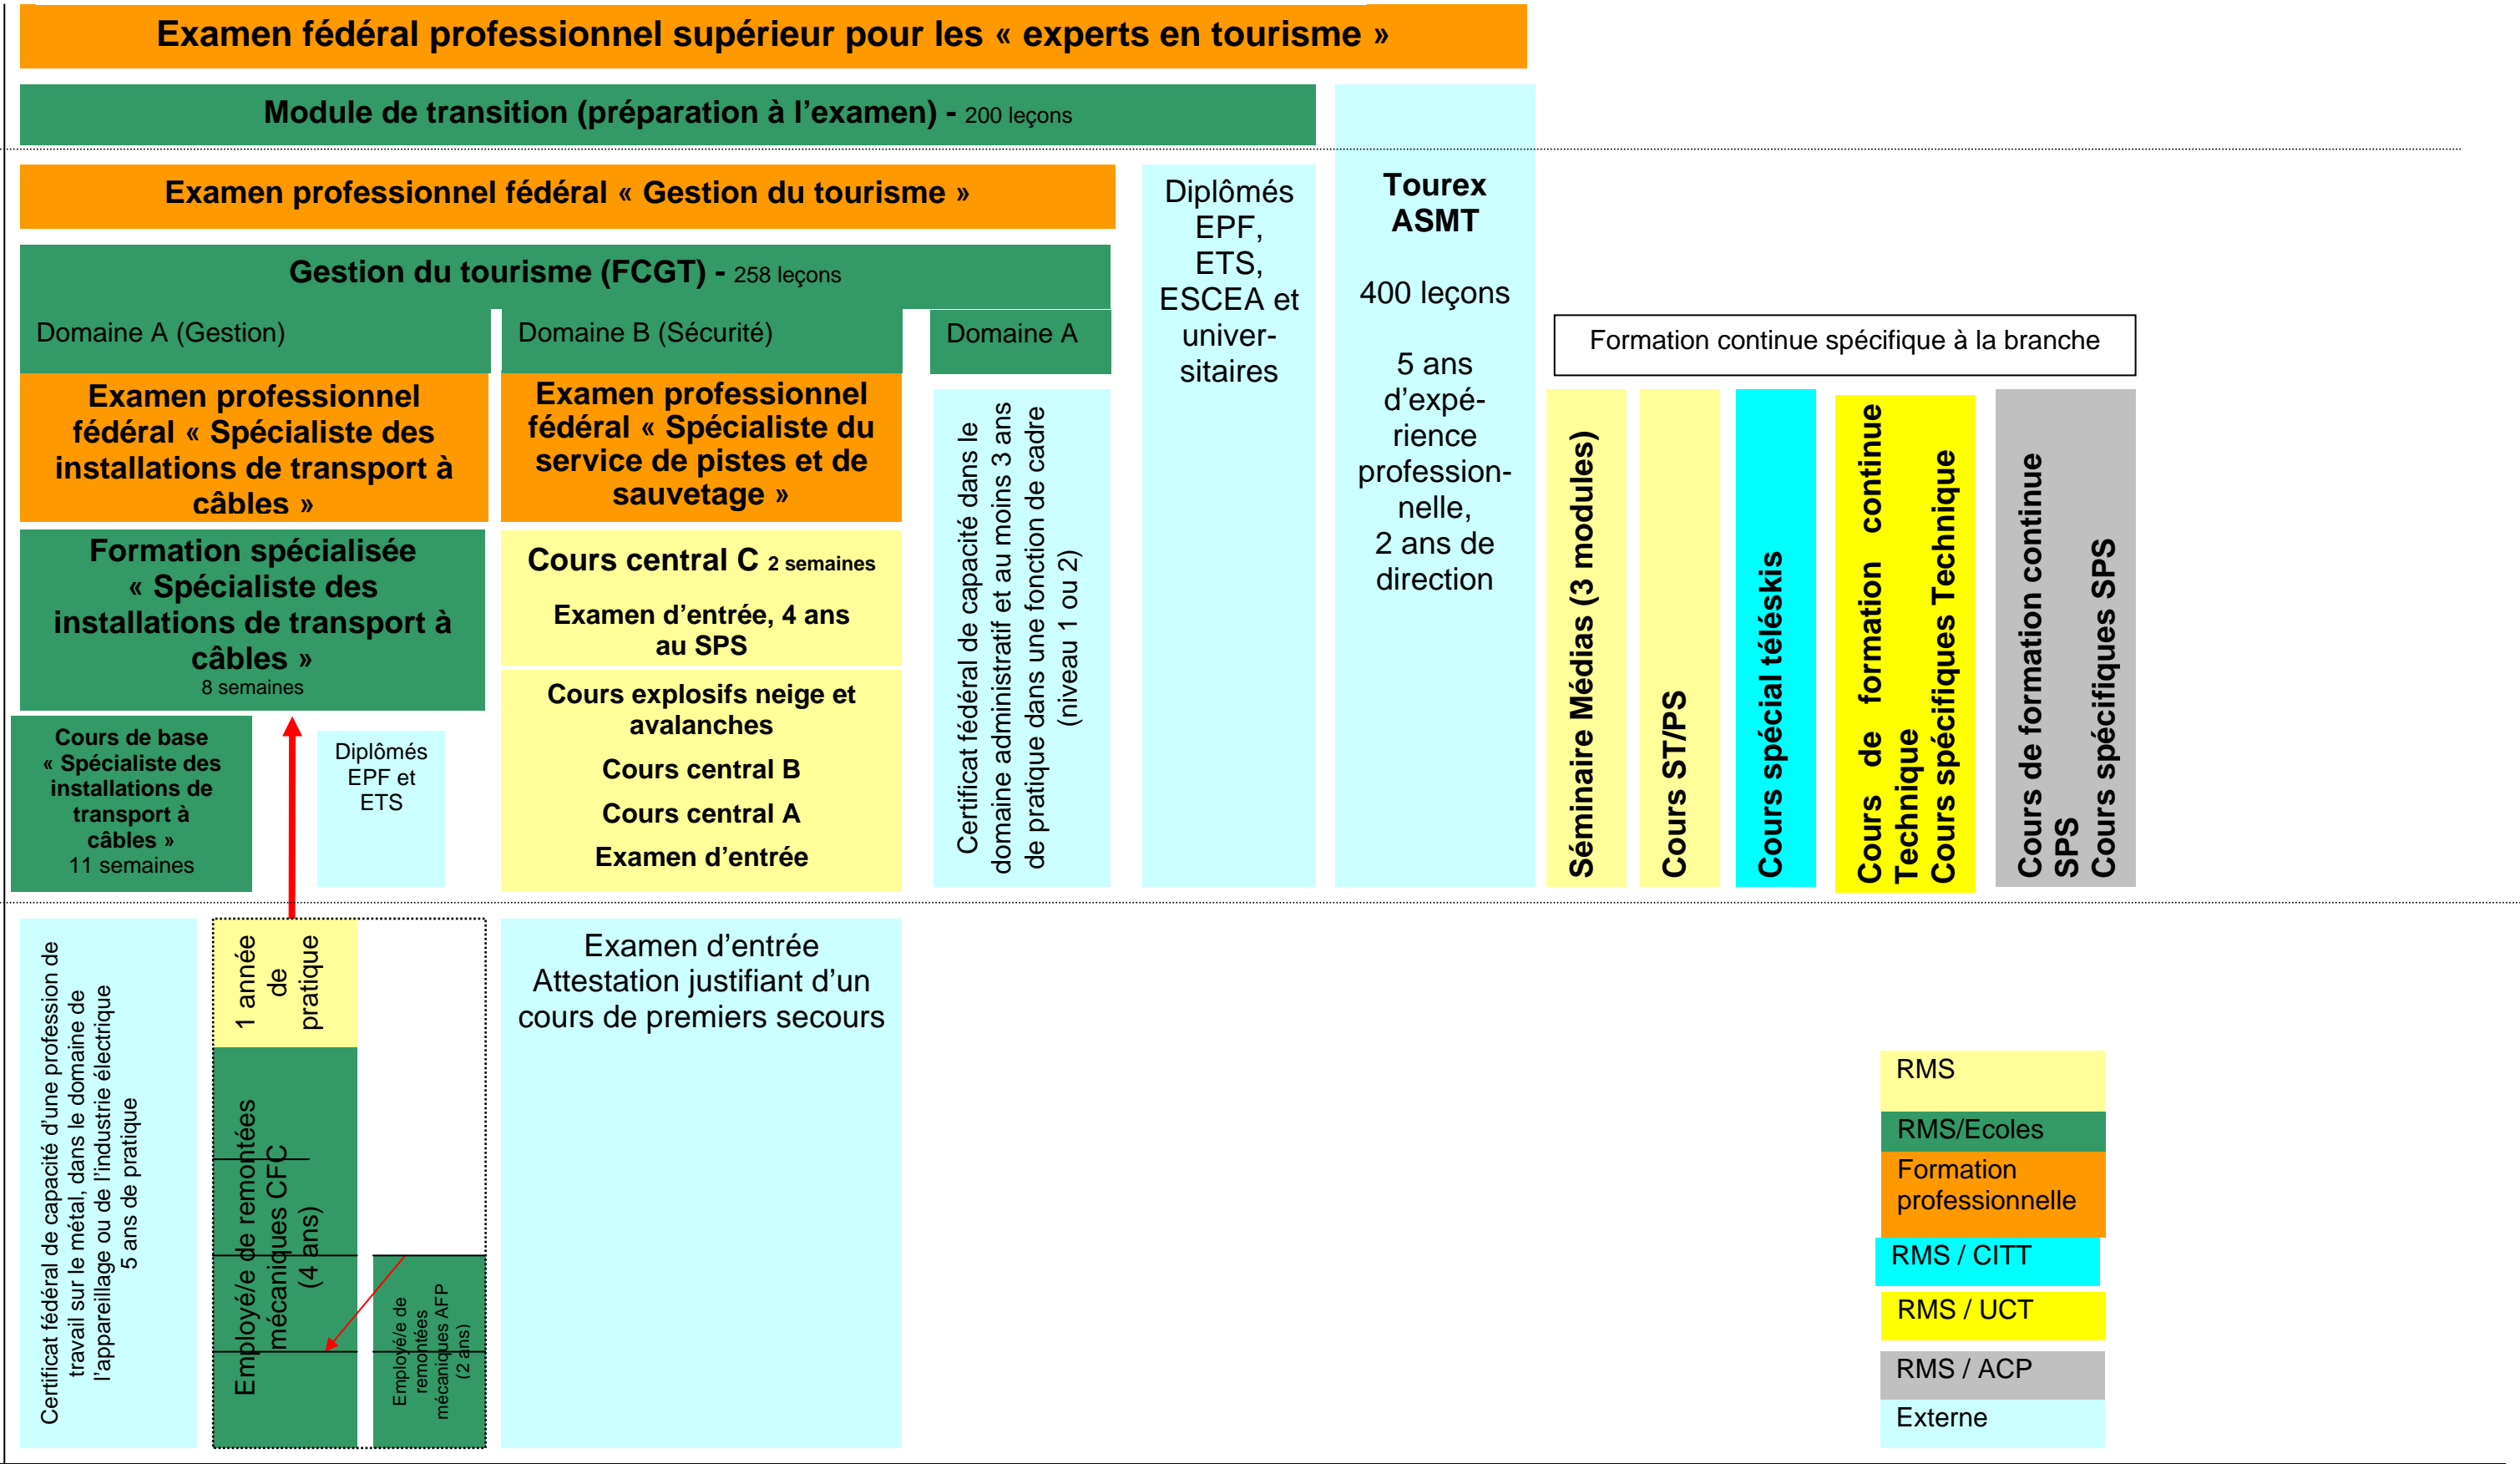 Examen fédéral professionnel supérieur pour les « experts en tourisme »
Module de transition (préparation à l’examen) - 200 leçons
Examen professionnel fédéral « Gestion du tourisme »
Gestion du tourisme (FCGT) - 258 leçons
Domaine A (Gestion)
Domaine B (Sécurité)
Domaine A
Examen professionnel
fédéral « Spécialiste des
installations de transport à
câbles »
Examen professionnel
fédéral « Spécialiste du
service de pistes et de
sauvetage »
Formation spécialisée
« Spécialiste des
installations de transport à
câbles »
8 semaines
Cours central C 2 semaines
Examen d’entrée, 4 ans
au SPS
Cours explosifs neige et
avalanches
Cours central B
Cours central A
Examen d’entrée
Cours de base
« Spécialiste des
installations de
transport à
câbles »
11 semaines
Diplômés
EPF et
ETS
Certificat fédéral de capacité dans le
domaine administratif et au moins 3 ans
de pratique dans une fonction de cadre
(niveau 1 ou 2)
Diplômés
EPF,
ETS,
ESCEA et
univer-
sitaires
Tourex
ASMT
400 leçons
5 ans
d’expé-
rience
profession-
nelle,
2 ans de
direction
Formation continue spécifique à la branche
Séminaire Médias (3 modules)
Cours ST/PS
Cours spécial téléskis
Cours de formation continue
Technique
Cours spécifiques Technique
Cours de formation continue
SPS
Cours spécifiques SPS
Certificat fédéral de capacité d’une profession de
travail sur le métal, dans le domaine de
l’appareillage ou de l’industrie électrique
5 ans de pratique
1 année
de
pratique
Employé/e de remontées
mécaniques CFC
(4 ans)
Employé/e de
remontées
mécaniques AFP
(2 ans)
Examen d’entrée
Attestation justifiant d’un
cours de premiers secours
RMS
RMS/Ecoles
Formation
professionnelle
RMS / CITT
RMS / UCT
RMS / ACP
Externe